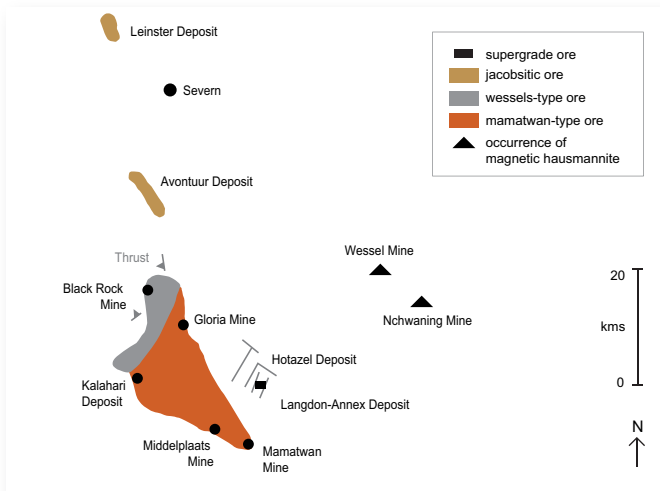 Leinster Deposit
Severn
supergrade ore
jacobsitic ore
wessels-type ore
mamatwan-type ore
occurrence of
magnetic hausmannite
Avontuur Deposit
Thrust
Wessel Mine
Black Rock
Mine
Gloria Mine
Nchwaning Mine
20
kms
0
Hotazel Deposit
Kalahari
Deposit
Langdon-Annex Deposit
Middelplaats
Mine
Mamatwan
Mine
N